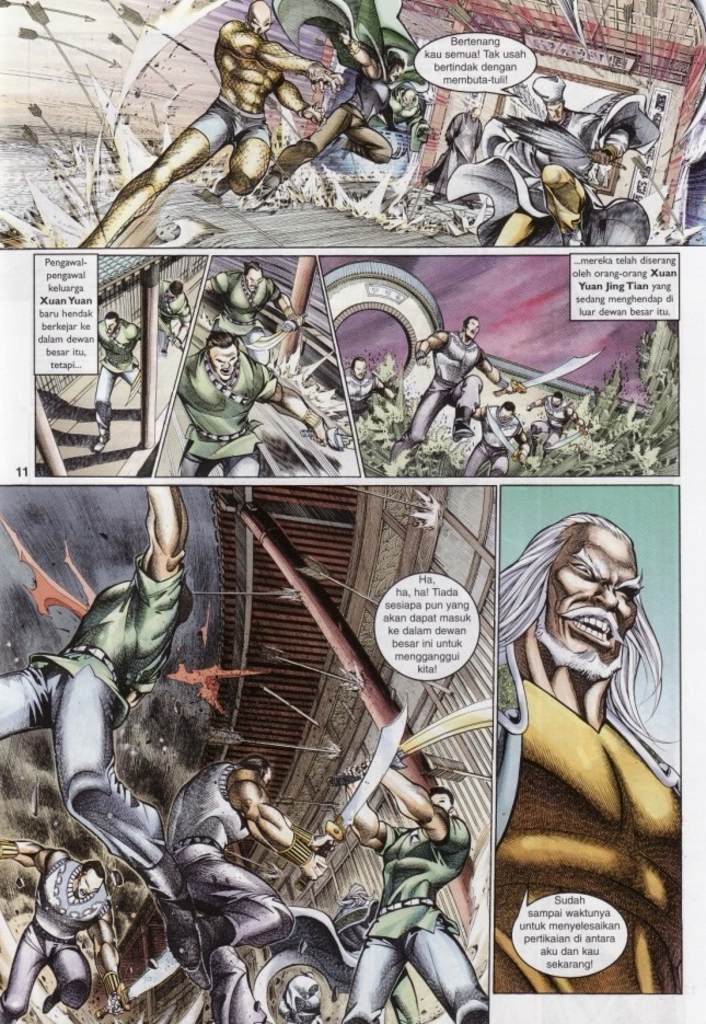 Bertenang
kau semua! Tak usah
bertindak dengan
membuta-tuli!
Pengawal-
pengawal
keluarga
Xuan Yuan
baru hendak
berkejar ke
dalam dewan
besar itu,
tetapi...
...mereka telah diserang
oleh orang-orang Xuan
Yuan Jing Tian yang
sedang menghendap di
luar dewan besar itu.
11
Ha,
ha, ha! Tiada
sesiapa pun yang
akan dapat masuk
ke dalam dewan
besar ini untuk
mengganggui
kita!
Sudah
sampai waktunya
untuk menyelesaikan
pertikaian di antara
aku dan kau
sekarang!